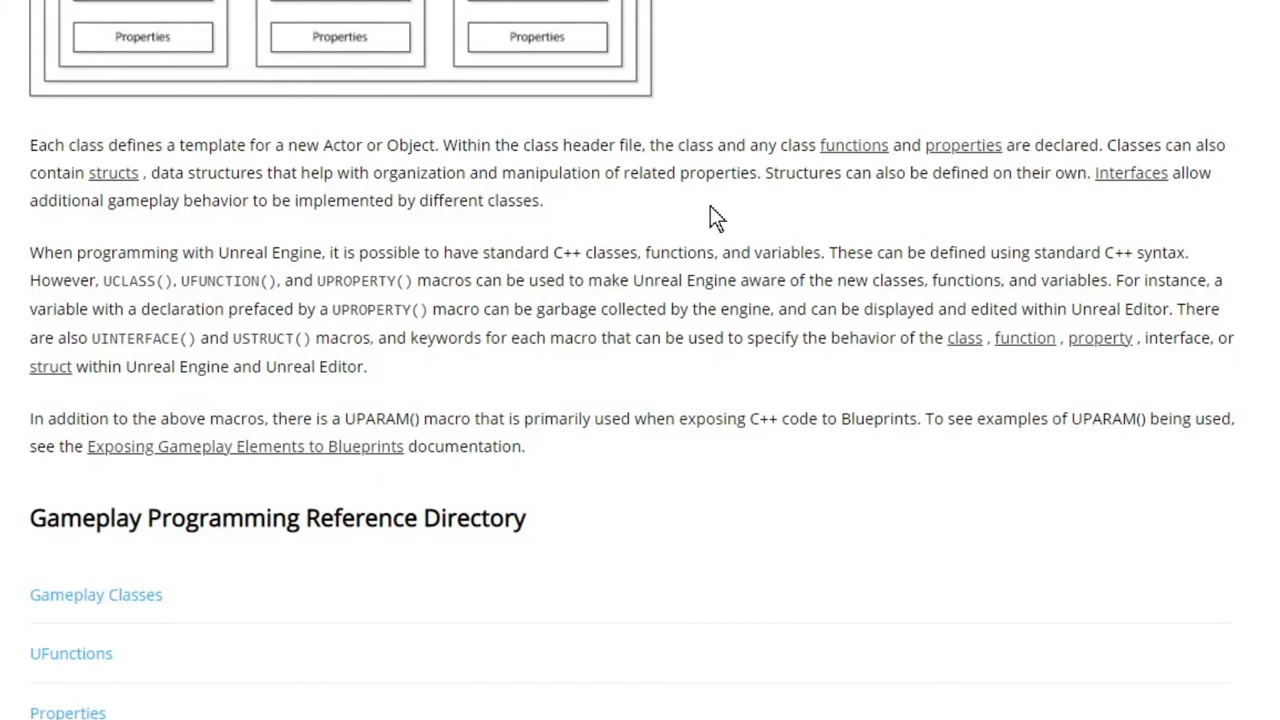 Properties Properties Properties
Each class defines a template for a new Actor or Object. Within the class header file, the class and any class functions and properties are declared. Classes can also
contain structs , data structures that help with organization and manipulation of related properties. Structures can also be defined on their own. Interfaces allow
additional gameplay behavior to be implemented by different classes.
When programming with Unreal Engine, it is possible to have standard C++ classes, functions, and variables. These can be defined using standard C++ syntax.
However, UCLASS(), UFUNCTION(), and UPROPERTY() macros can be used to make Unreal Engine aware of the new classes, functions, and variables. For instance, a
variable with a declaration prefaced by a UPROPERTY() macro can be garbage collected by the engine, and can be displayed and edited within Unreal Editor. There
are also UINTERFACE() and USTRUCT() macros, and keywords for each macro that can be used to specify the behavior of the class , function , property , interface, or
struct within Unreal Engine and Unreal Editor.
In addition to the above macros, there is a UPARAM() macro that is primarily used when exposing C++ code to Blueprints. To see examples of UPARAM() being used,
see the Exposing Gameplay Elements to Blueprints documentation.
Gameplay Programming Reference Directory
Gameplay Classes
UFunctions
Properties